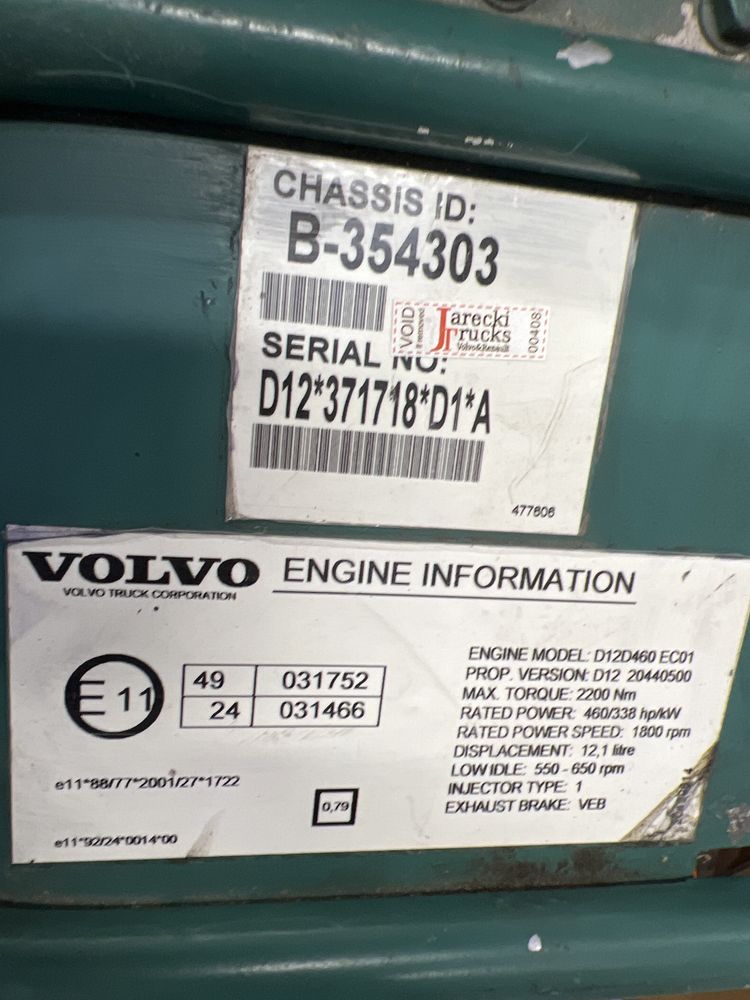 CHASSIS ID:
B-354303
VOID
if removed
Jarecki
Trucks
Volvo&Renault
00408
SERIAL NO:
D12*371718*D1*A
477606
VOLVO
VOLVO TRUCK CORPORATION
ENGINE INFORMATION
E 11
49 031752
24 031466
e11*88/77*2001/27*1722
0,79
e11*92/24*0014*00
ENGINE MODEL: D12D460 EC01
PROP. VERSION: D12 20440500
MAX. TORQUE: 2200 Nm
RATED POWER: 460/338 hp/kW
RATED POWER SPEED: 1800 rpm
DISPLACEMENT: 12,1 litre
LOW IDLE: 550 - 650 rpm
INJECTOR TYPE: 1
EXHAUST BRAKE: VEB